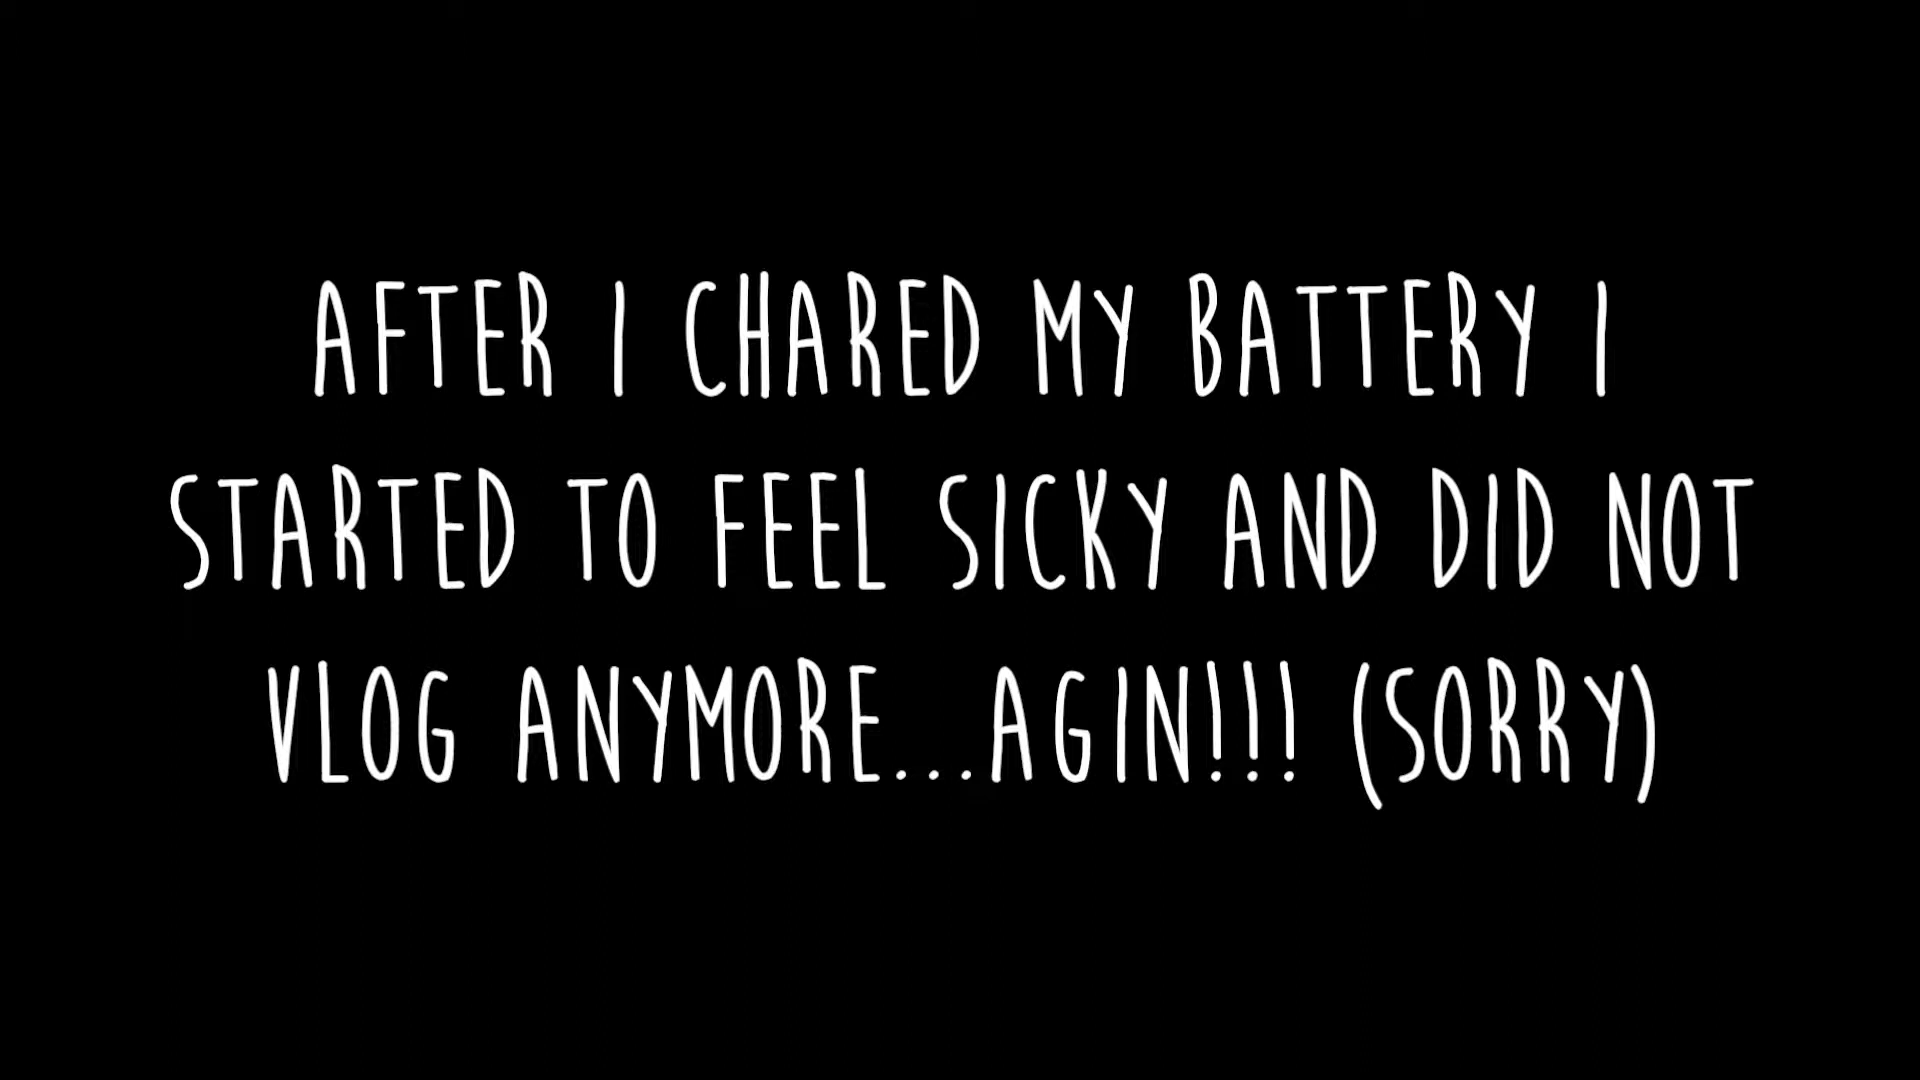 AFTER I CHARED MY BATTERY I
STARTED TO FEEL SICKY AND DID NOT
VLOG ANYMORE...AGIN!!! (SORRY)